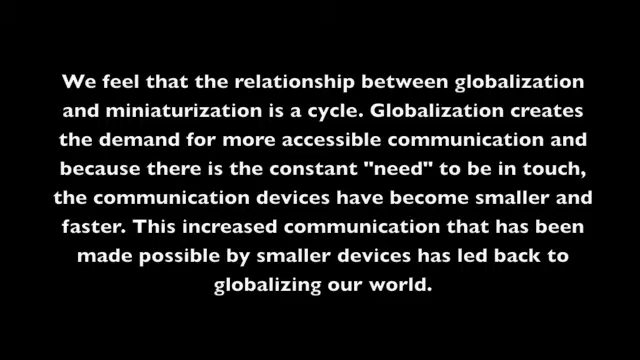 We feel that the relationship between globalization
and miniaturization is a cycle. Globalization creates
the demand for more accessible communication and
because there is the constant "need" to be in touch,
the communication devices have become smaller and
faster. This increased communication that has been
made possible by smaller devices has led back to
globalizing our world.